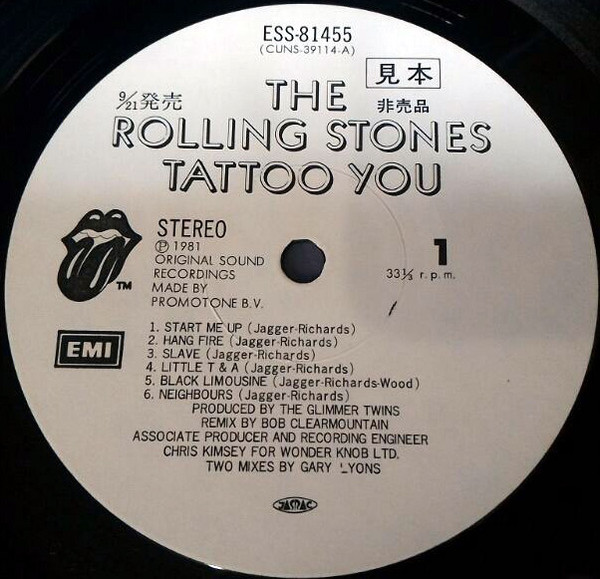 ESS-81455
(CUNS-39114-A)
見本
9/21発売
非売品
THE
ROLLING STONES
TATTOO YOU
STEREO
Ⓟ 1981
ORIGINAL SOUND
RECORDINGS
MADE BY
PROMOTONE B.V.
1
33⅓ r.p.m.
TM
EMI
1. START ME UP (Jagger-Richards)
2. HANG FIRE (Jagger-Richards)
3. SLAVE (Jagger-Richards)
4. LITTLE T & A (Jagger-Richards)
5. BLACK LIMOUSINE (Jagger-Richards-Wood)
6. NEIGHBOURS (Jagger-Richards)
PRODUCED BY THE GLIMMER TWINS
REMIX BY BOB CLEARMOUNTAIN
ASSOCIATE PRODUCER AND RECORDING ENGINEER
CHRIS KIMSEY FOR WONDER KNOB LTD.
TWO MIXES BY GARY LYONS
JASRAC